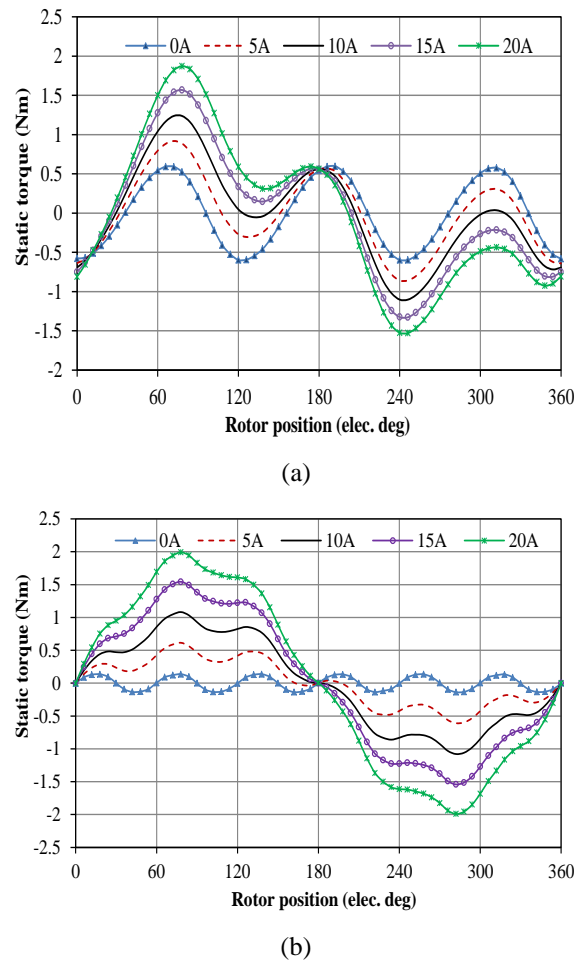 2.5
0A 5A 10A 15A 20A
2
1.5
1
0.5
0
-0.5
-1
-1.5
-2
Static torque (Nm)
0 60 120 180 240 300 360
Rotor position (elec. deg)
(a)
2.5
0A 5A 10A 15A 20A
2
1.5
1
0.5
0
-0.5
-1
-1.5
-2
-2.5
Static torque (Nm)
0 60 120 180 240 300 360
Rotor position (elec. deg)
(b)